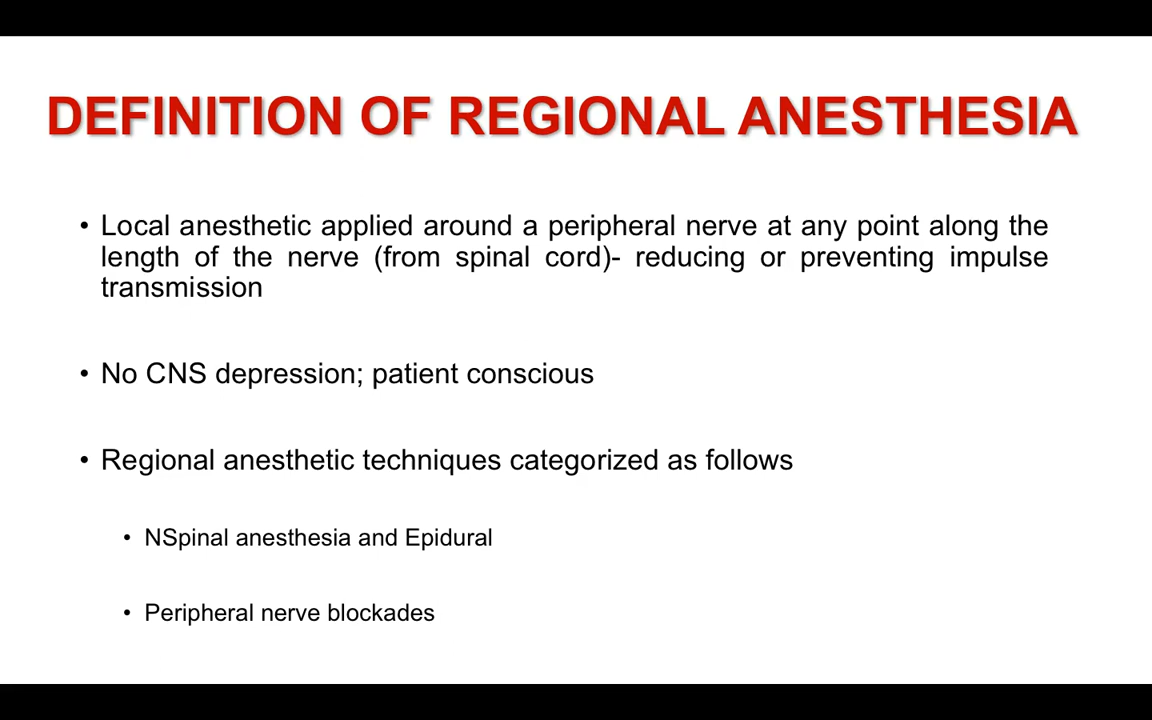 DEFINITION OF REGIONAL ANESTHESIA
• Local anesthetic applied around a peripheral nerve at any point along the
length of the nerve (from spinal cord)- reducing or preventing impulse
transmission
• No CNS depression; patient conscious
• Regional anesthetic techniques categorized as follows
• NSpinal anesthesia and Epidural
• Peripheral nerve blockades